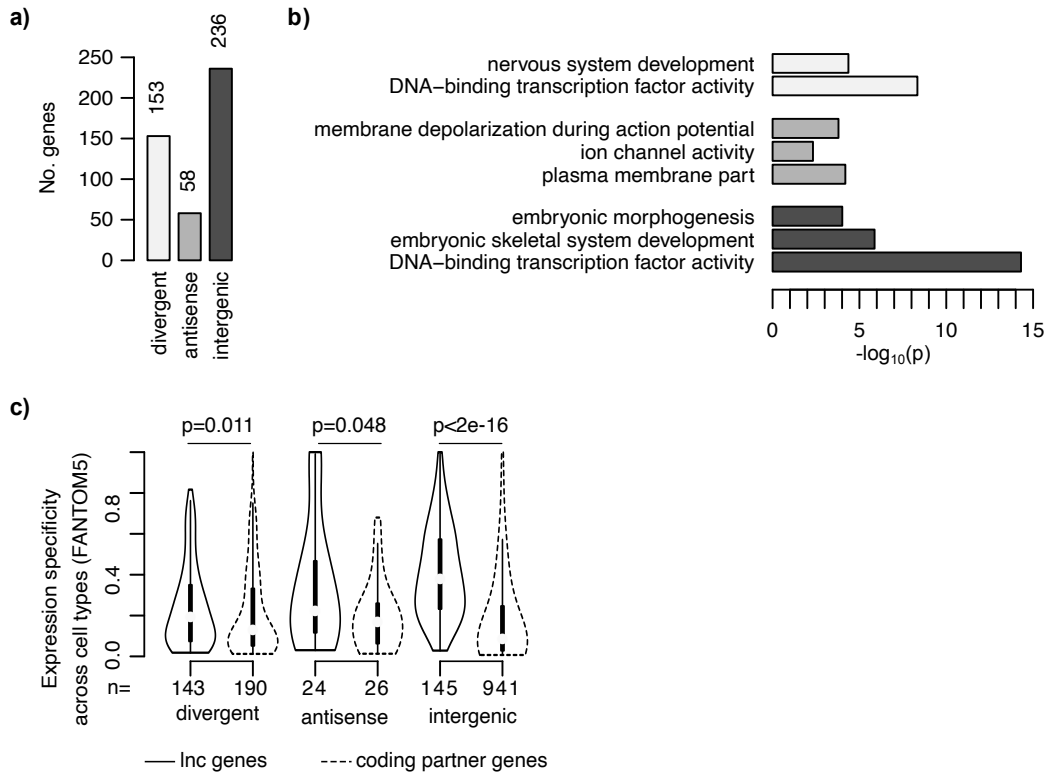 a)
No. genes
250
200
150
100
50
0
153
58
236
divergent
antisense
intergenic
b)
nervous system development
DNA−binding transcription factor activity
membrane depolarization during action potential
ion channel activity
plasma membrane part
embryonic morphogenesis
embryonic skeletal system development
DNA−binding transcription factor activity
0 5 10 15
-log₁₀(p)
c)
p=0.011 p=0.048 p<2e-16
Expression specificity
across cell types (FANTOM5)
0.8
0.4
0.0
n= 143 190 24 26 145 941
divergent antisense intergenic
lnc genes coding partner genes